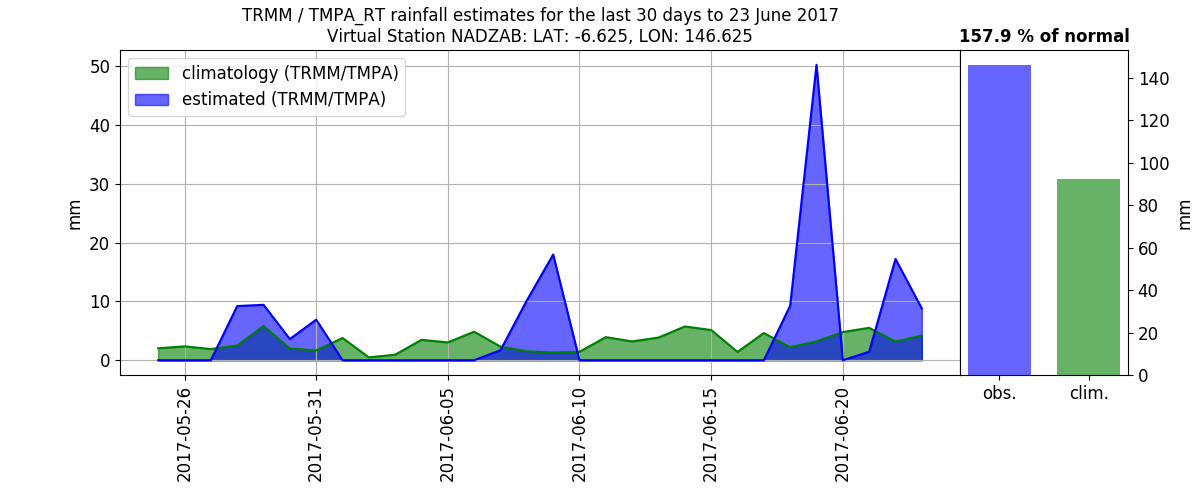 TRMM / TMPA_RT rainfall estimates for the last 30 days to 23 June 2017
Virtual Station NADZAB: LAT: -6.625, LON: 146.625
157.9 % of normal
climatology (TRMM/TMPA)
estimated (TRMM/TMPA)
mm
50
40
30
20
10
0
2017-05-26
2017-05-31
2017-06-05
2017-06-10
2017-06-15
2017-06-20
140
120
100
80
60
40
20
0
mm
obs.
clim.